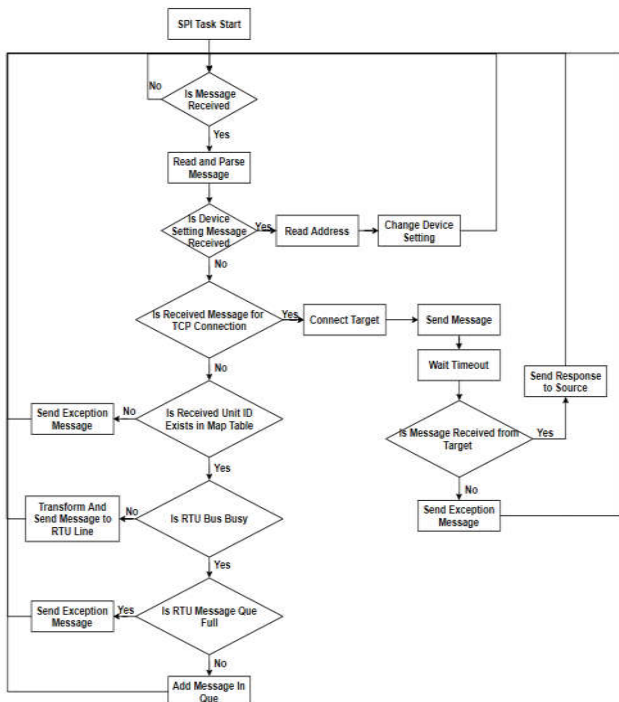 SPI Task Start
No
Is Message
Received
Yes
Read and Parse
Message
Is Device
Setting Message
Received
Yes
Read Address
Change Device
Setting
No
Is Received Message for
TCP Connection
Yes
Connect Target
Send Message
Wait Timeout
No
Send Response
to Source
Send Exception
Message
No
Is Received Unit ID
Exists in Map Table
Is Message Received from
Target
Yes
Yes
No
Transform And
Send Message to
RTU Line
No
Is RTU Bus Busy
Send Exception
Message
Yes
Send Exception
Message
Yes
Is RTU Message Que
Full
No
Add Message In
Que